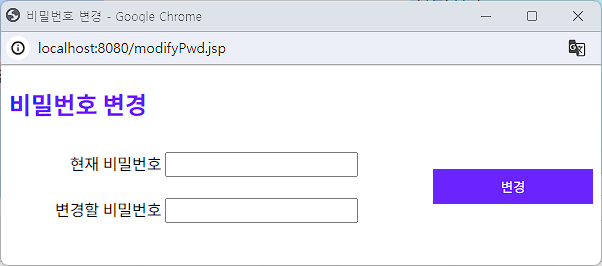 비밀번호 변경 - Google Chrome
localhost:8080/modifyPwd.jsp
비밀번호 변경
현재 비밀번호
변경
변경할 비밀번호